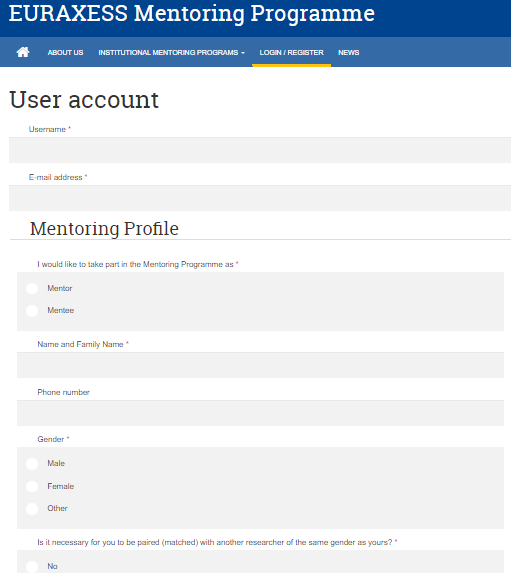 EURAXESS Mentoring Programme
ABOUT US INSTITUTIONAL MENTORING PROGRAMS LOGIN / REGISTER NEWS
User account
Username *
E-mail address *
Mentoring Profile
I would like to take part in the Mentoring Programme as *
Mentor
Mentee
Name and Family Name *
Phone number
Gender *
Male
Female
Other
Is it necessary for you to be paired (matched) with another researcher of the same gender as yours? *
No